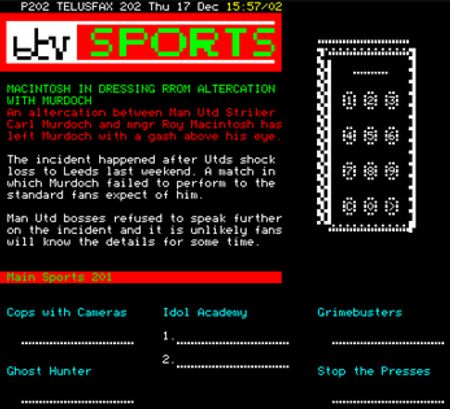 P202 TELUSFAX 202 Thu 17 Dec 15:57/02
ttv SPORTS
MACINTOSH IN DRESSING RROM ALTERCATION
WITH MURDOCH
An altercation between Man Utd Striker
Carl Murdoch and mngr Roy Macintosh has
left Murdoch with a gash above his eye.
The incident happened after Utds shock
loss to Leeds last weekend. A match in
which Murdoch failed to perform to the
standard fans expect of him.
Man Utd bosses refused to speak further
on the incident and it is unlikely fans
will know the details for some time.
Main Sports 201
1 2 3
4 5 6
7 8 9
Cops with Cameras
Idol Academy
Grimebusters
1.
2.
Ghost Hunter
Stop the Presses